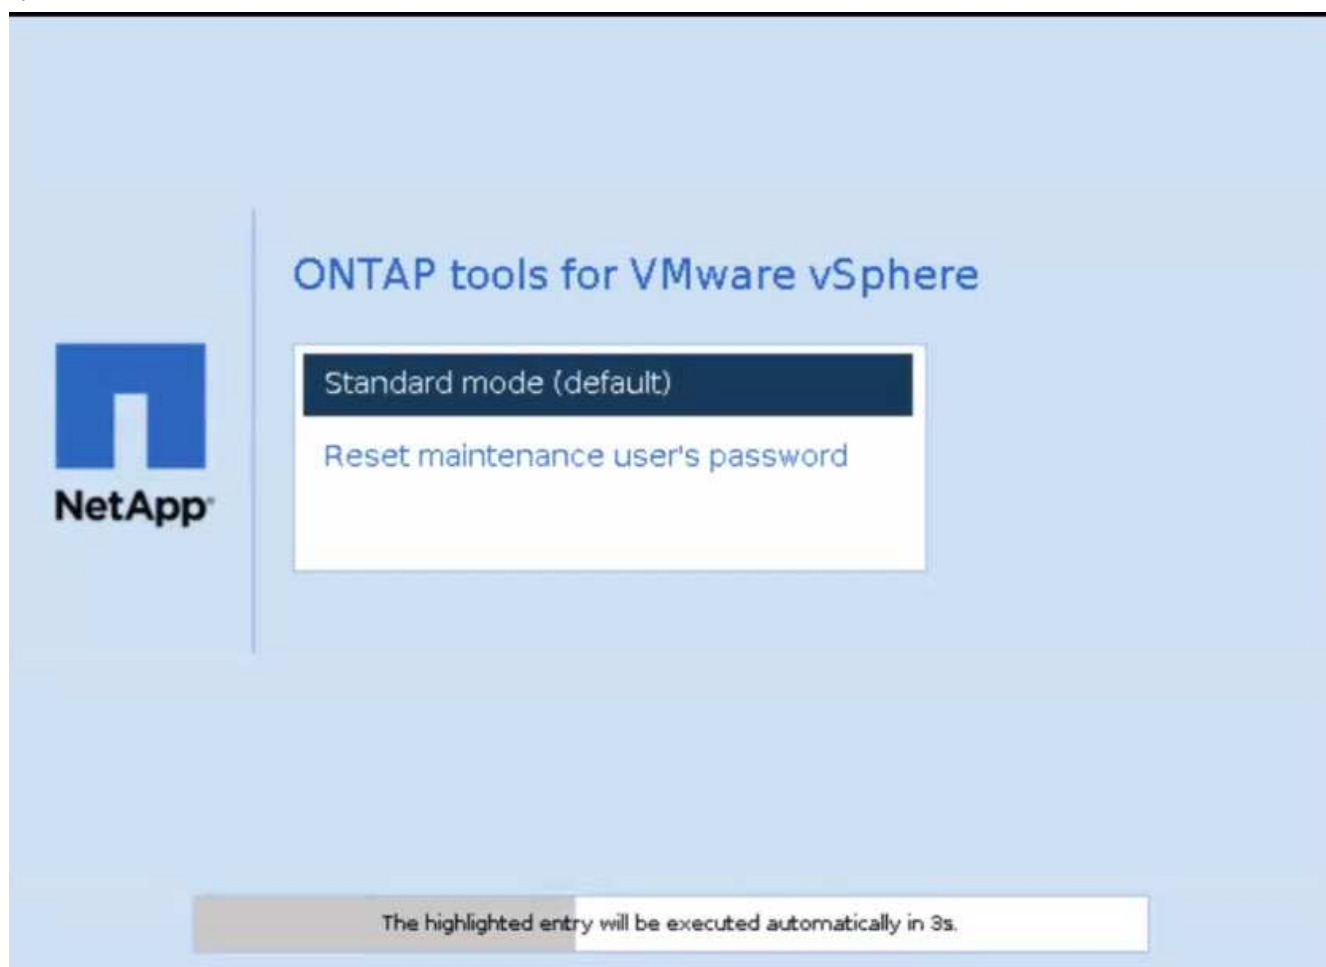 ONTAP tools for VMware vSphere
Standard mode (default)
Reset maintenance user's password
NetApp®
The highlighted entry will be executed automatically in 3s.